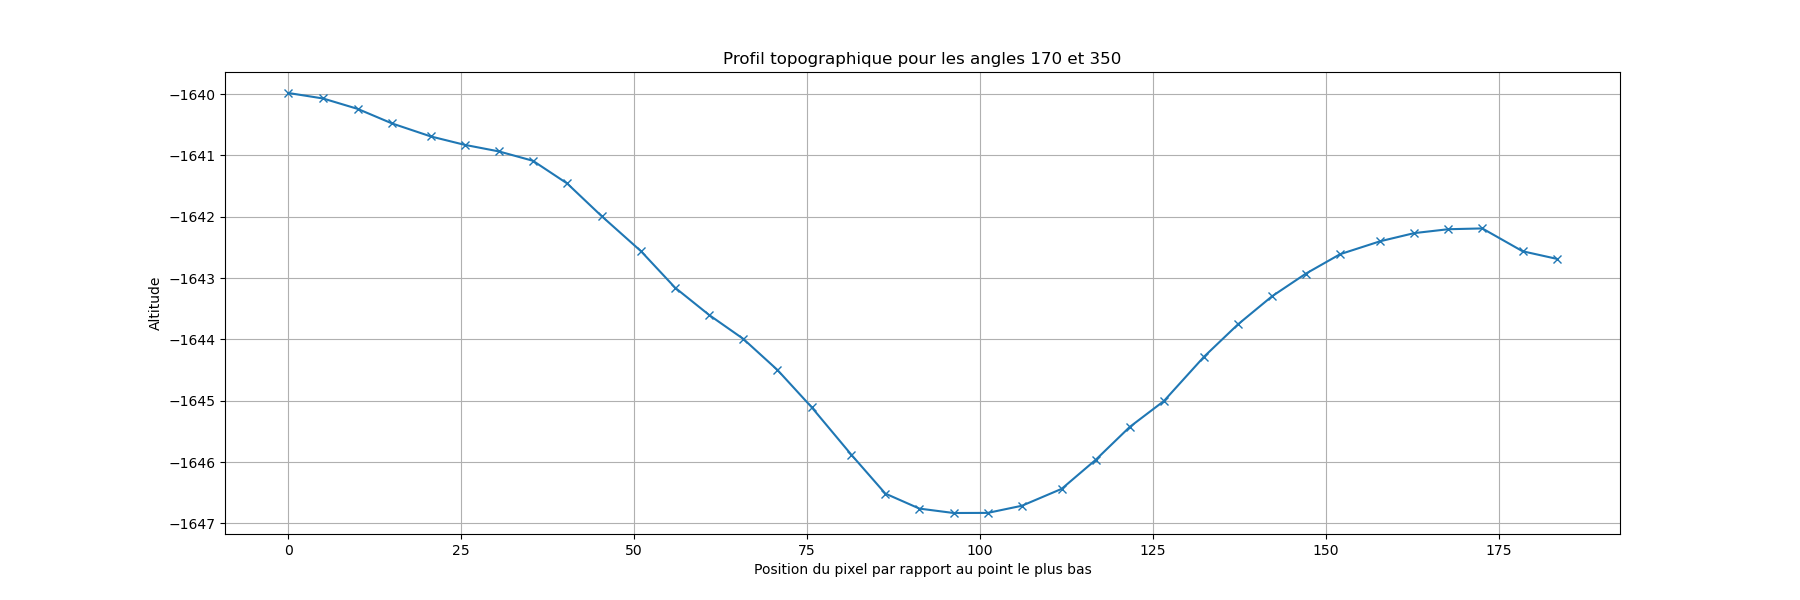 Profil topographique pour les angles 170 et 350
Altitude
−1640
−1641
−1642
−1643
−1644
−1645
−1646
−1647
0 25 50 75 100 125 150 175
Position du pixel par rapport au point le plus bas